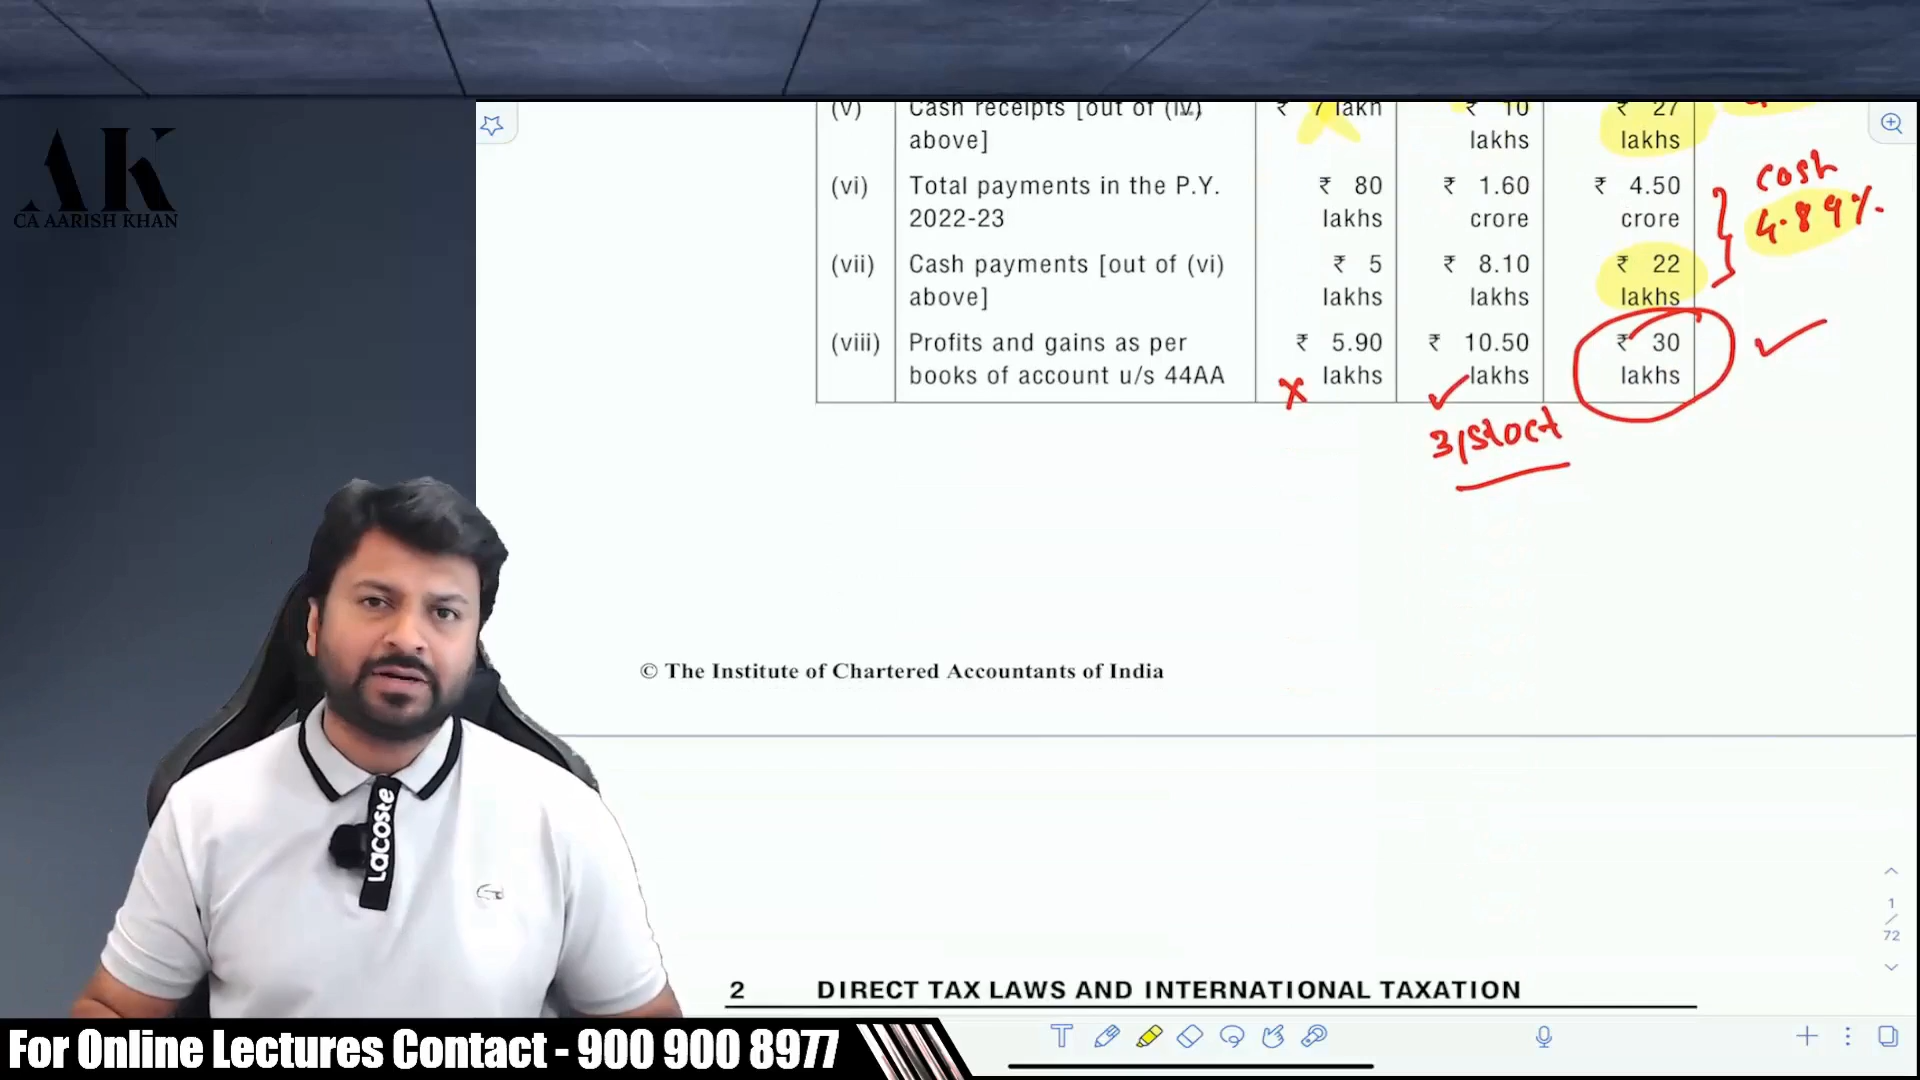 AK
CA AARISH KHAN
(v) Cash receipts [out of (iv) ₹ 7 lakh ₹ 10 ₹ 27
above] lakhs lakhs
(vi) Total payments in the P.Y. ₹ 80 ₹ 1.60 ₹ 4.50
2022-23 lakhs crore crore
cash
4.89%
(vii) Cash payments [out of (vi) ₹ 5 ₹ 8.10 ₹ 22
above] lakhs lakhs lakhs
(viii) Profits and gains as per ₹ 5.90 ₹ 10.50 ₹ 30
books of account u/s 44AA lakhs lakhs lakhs
31st oct
© The Institute of Chartered Accountants of India
1
/
72
2 DIRECT TAX LAWS AND INTERNATIONAL TAXATION
Lacoste
For Online Lectures Contact - 900 900 8977